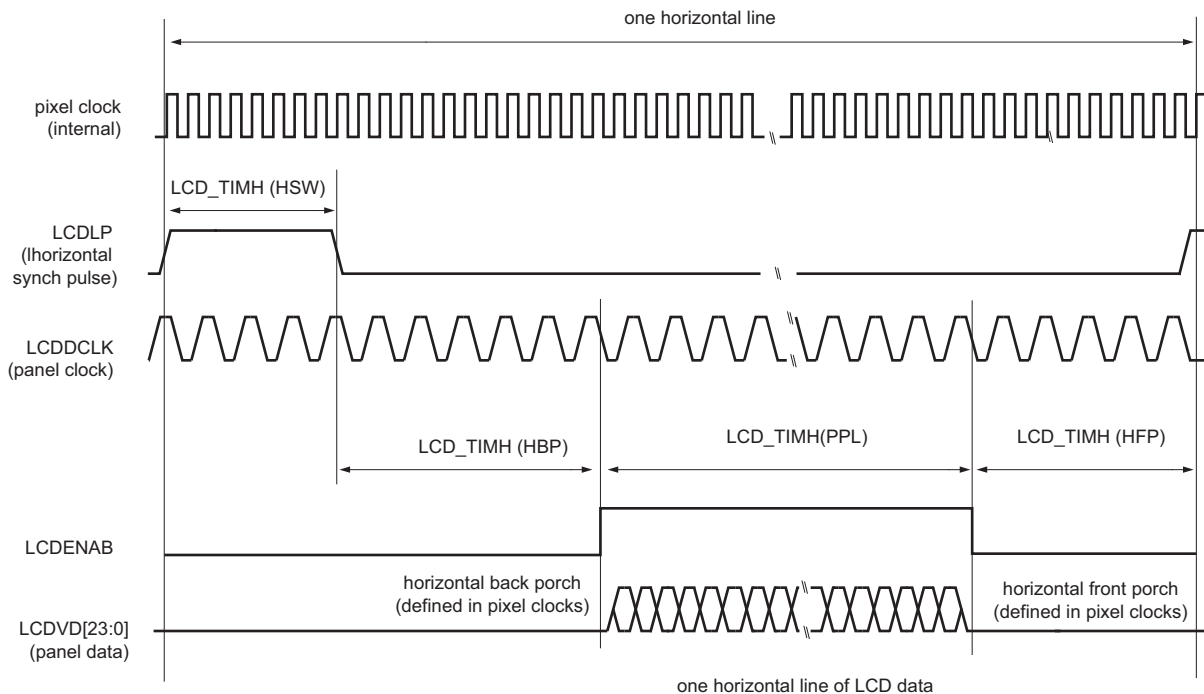 one horizontal line
pixel clock
(internal)
LCD_TIMH (HSW)
LCDLP
(lhorizontal
synch pulse)
LCDDCLK
(panel clock)
LCD_TIMH (HBP)
LCD_TIMH(PPL)
LCD_TIMH (HFP)
LCDENAB
horizontal back porch
(defined in pixel clocks)
horizontal front porch
(defined in pixel clocks)
LCDVD[23:0]
(panel data)
one horizontal line of LCD data